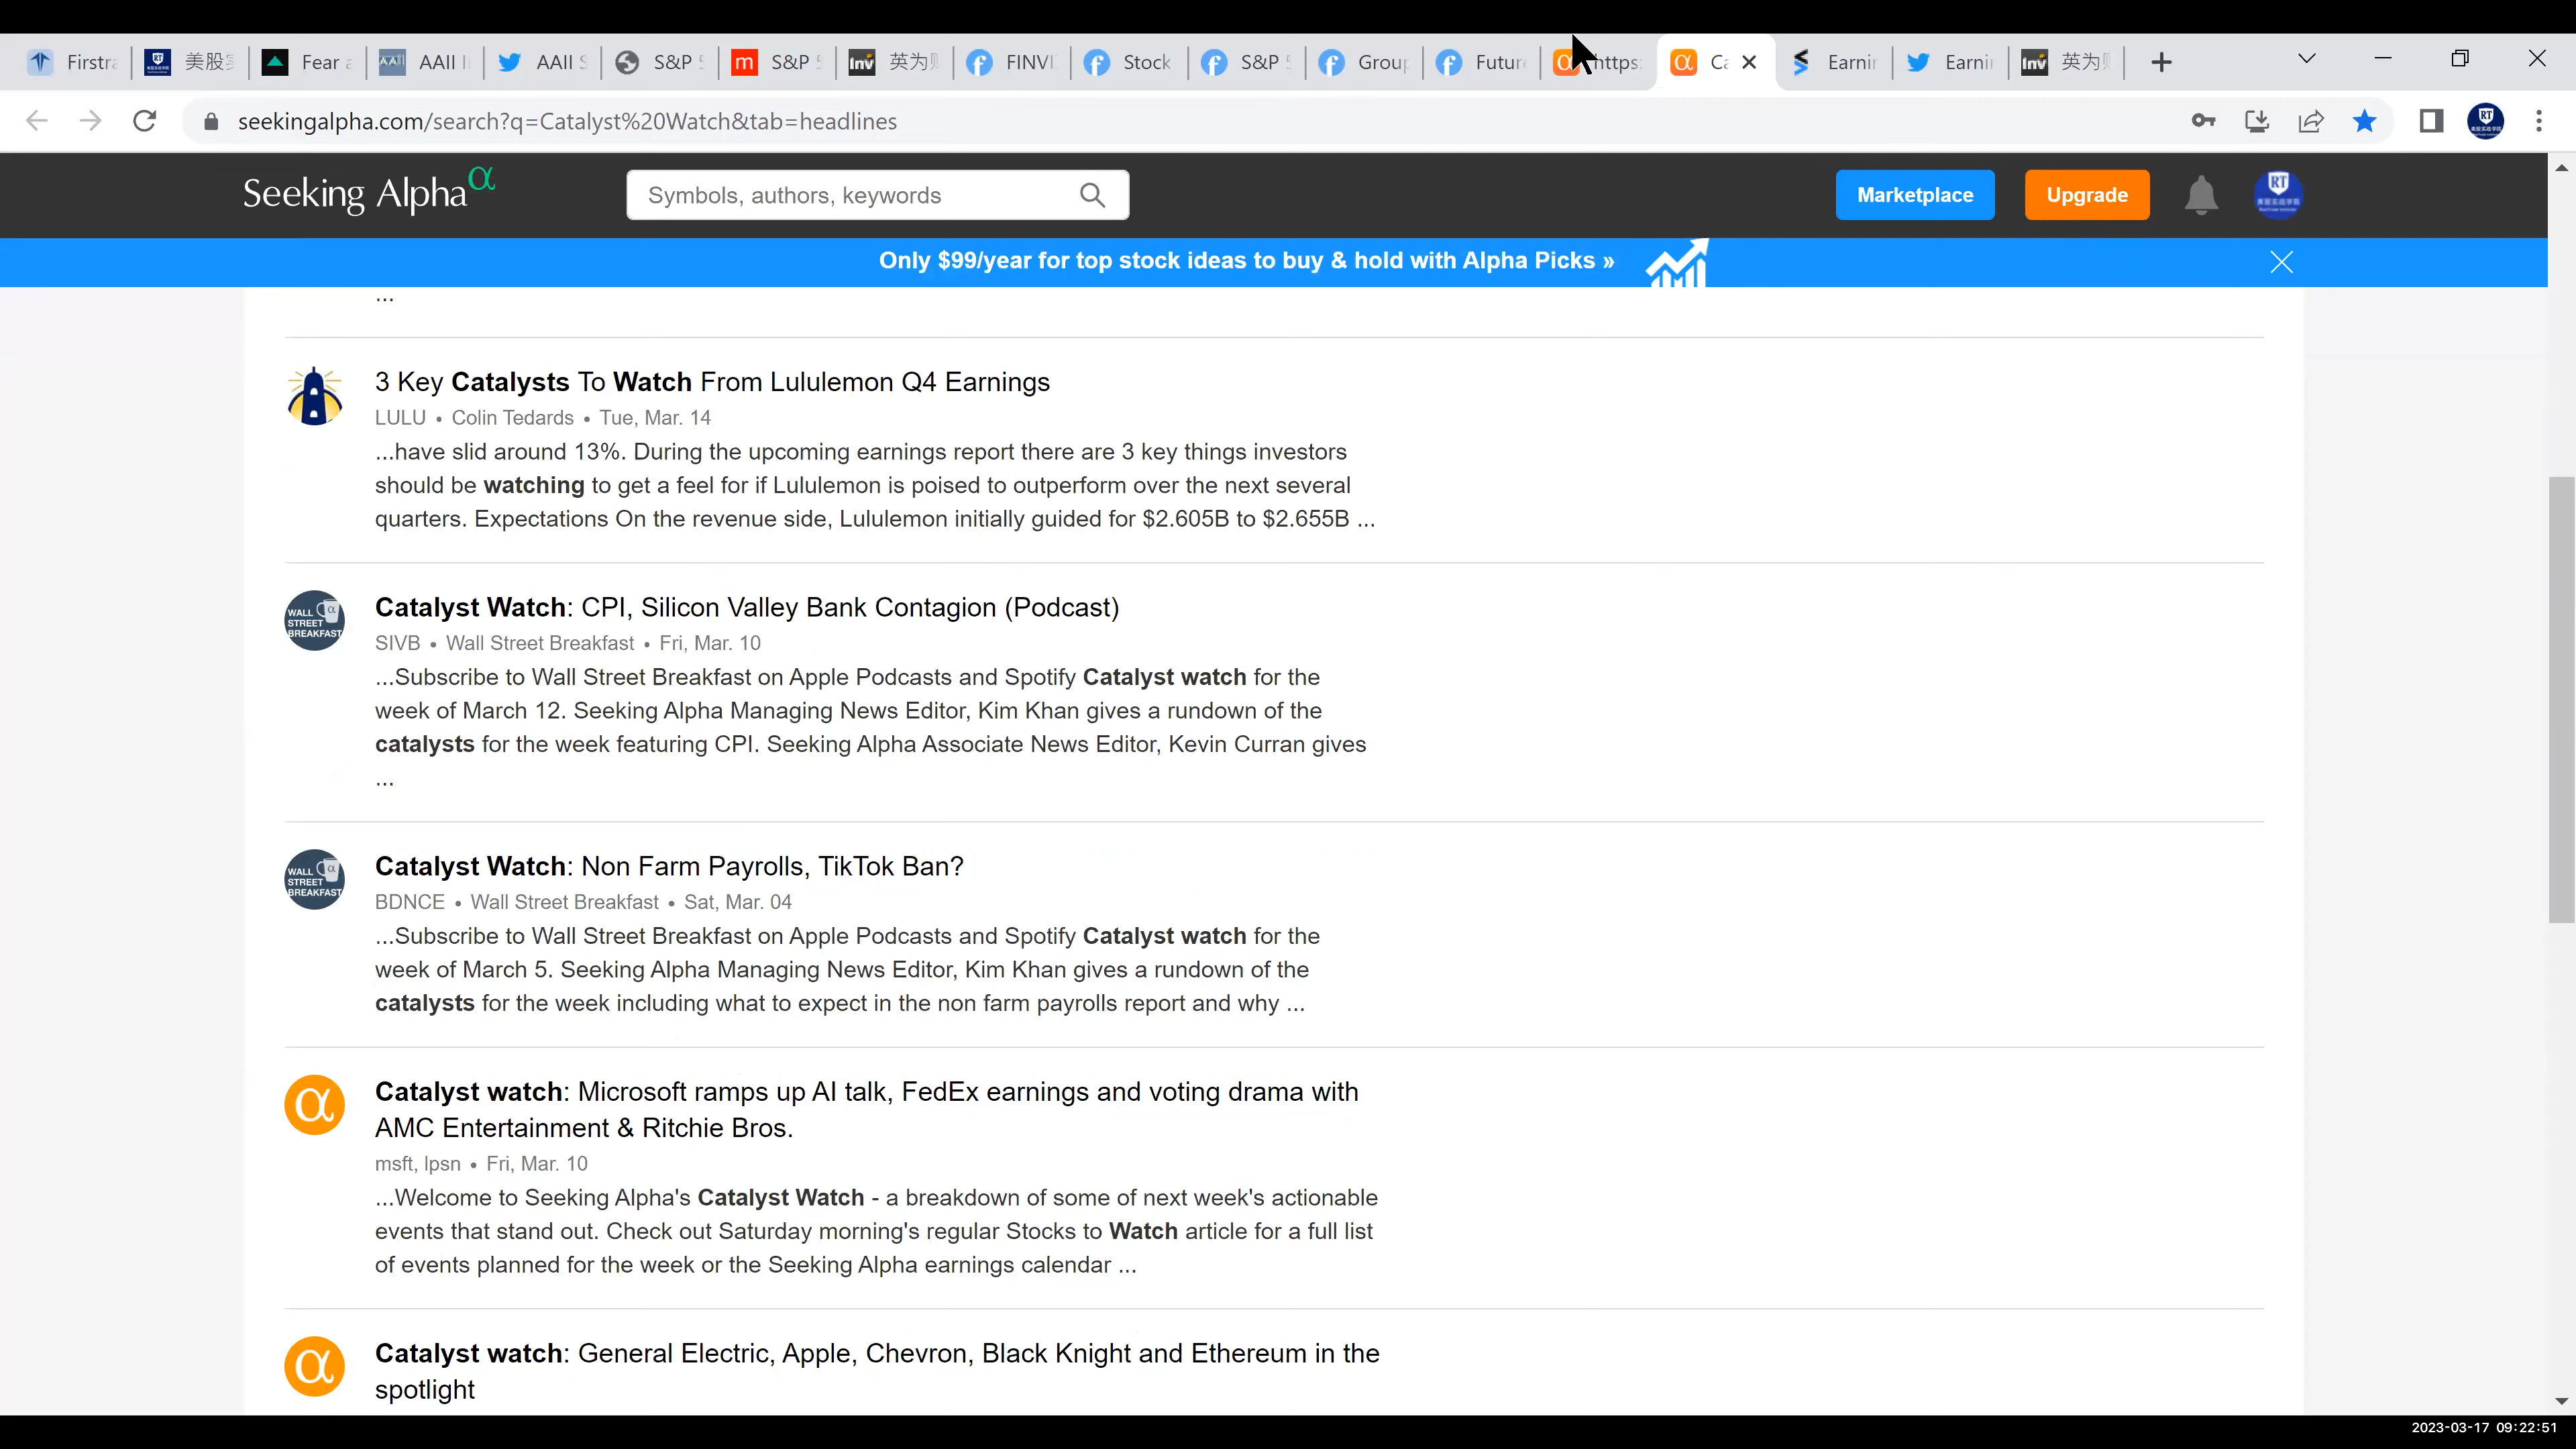 Firstra
美股
Fear a
AAII I
AAII S
S&P 5
S&P 5
英为
FINVI
Stock
S&P 5
Group
Futur
https:
Ca
Earnin
Earnin
英为
seekingalpha.com/search?q=Catalyst%20Watch&tab=headlines
Seeking Alpha α
Symbols, authors, keywords
Marketplace
Upgrade
Only $99/year for top stock ideas to buy & hold with Alpha Picks »
...
3 Key Catalysts To Watch From Lululemon Q4 Earnings
LULU • Colin Tedards • Tue, Mar. 14
...have slid around 13%. During the upcoming earnings report there are 3 key things investors
should be watching to get a feel for if Lululemon is poised to outperform over the next several
quarters. Expectations On the revenue side, Lululemon initially guided for $2.605B to $2.655B ...
WALL STREET BREAKFAST
Catalyst Watch: CPI, Silicon Valley Bank Contagion (Podcast)
SIVB • Wall Street Breakfast • Fri, Mar. 10
...Subscribe to Wall Street Breakfast on Apple Podcasts and Spotify Catalyst watch for the
week of March 12. Seeking Alpha Managing News Editor, Kim Khan gives a rundown of the
catalysts for the week featuring CPI. Seeking Alpha Associate News Editor, Kevin Curran gives
...
WALL STREET BREAKFAST
Catalyst Watch: Non Farm Payrolls, TikTok Ban?
BDNCE • Wall Street Breakfast • Sat, Mar. 04
...Subscribe to Wall Street Breakfast on Apple Podcasts and Spotify Catalyst watch for the
week of March 5. Seeking Alpha Managing News Editor, Kim Khan gives a rundown of the
catalysts for the week including what to expect in the non farm payrolls report and why ...
Catalyst watch: Microsoft ramps up AI talk, FedEx earnings and voting drama with
AMC Entertainment & Ritchie Bros.
msft, lpsn • Fri, Mar. 10
...Welcome to Seeking Alpha's Catalyst Watch - a breakdown of some of next week's actionable
events that stand out. Check out Saturday morning's regular Stocks to Watch article for a full list
of events planned for the week or the Seeking Alpha earnings calendar ...
Catalyst watch: General Electric, Apple, Chevron, Black Knight and Ethereum in the
spotlight
2023-03-17 09:22:51